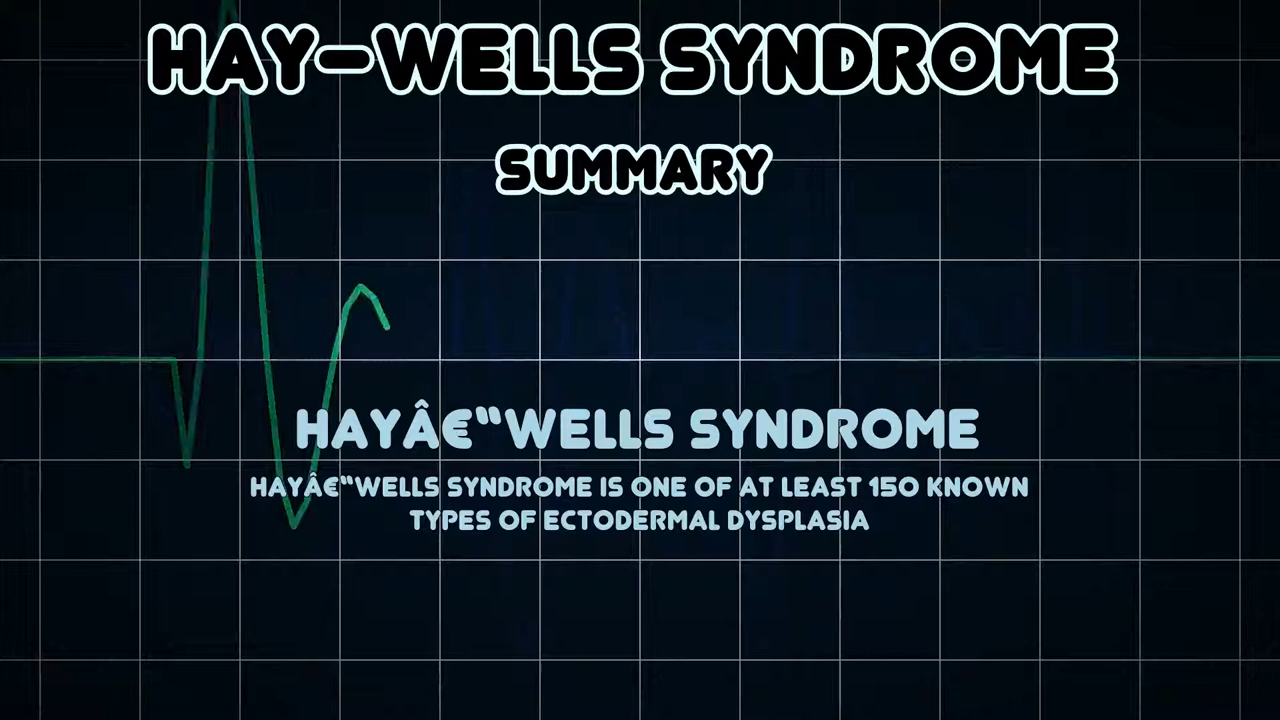 HAY–WELLS SYNDROME
SUMMARY
HAYÂ€“WELLS SYNDROME
HAYÂ€“WELLS SYNDROME IS ONE OF AT LEAST 150 KNOWN
TYPES OF ECTODERMAL DYSPLASIA